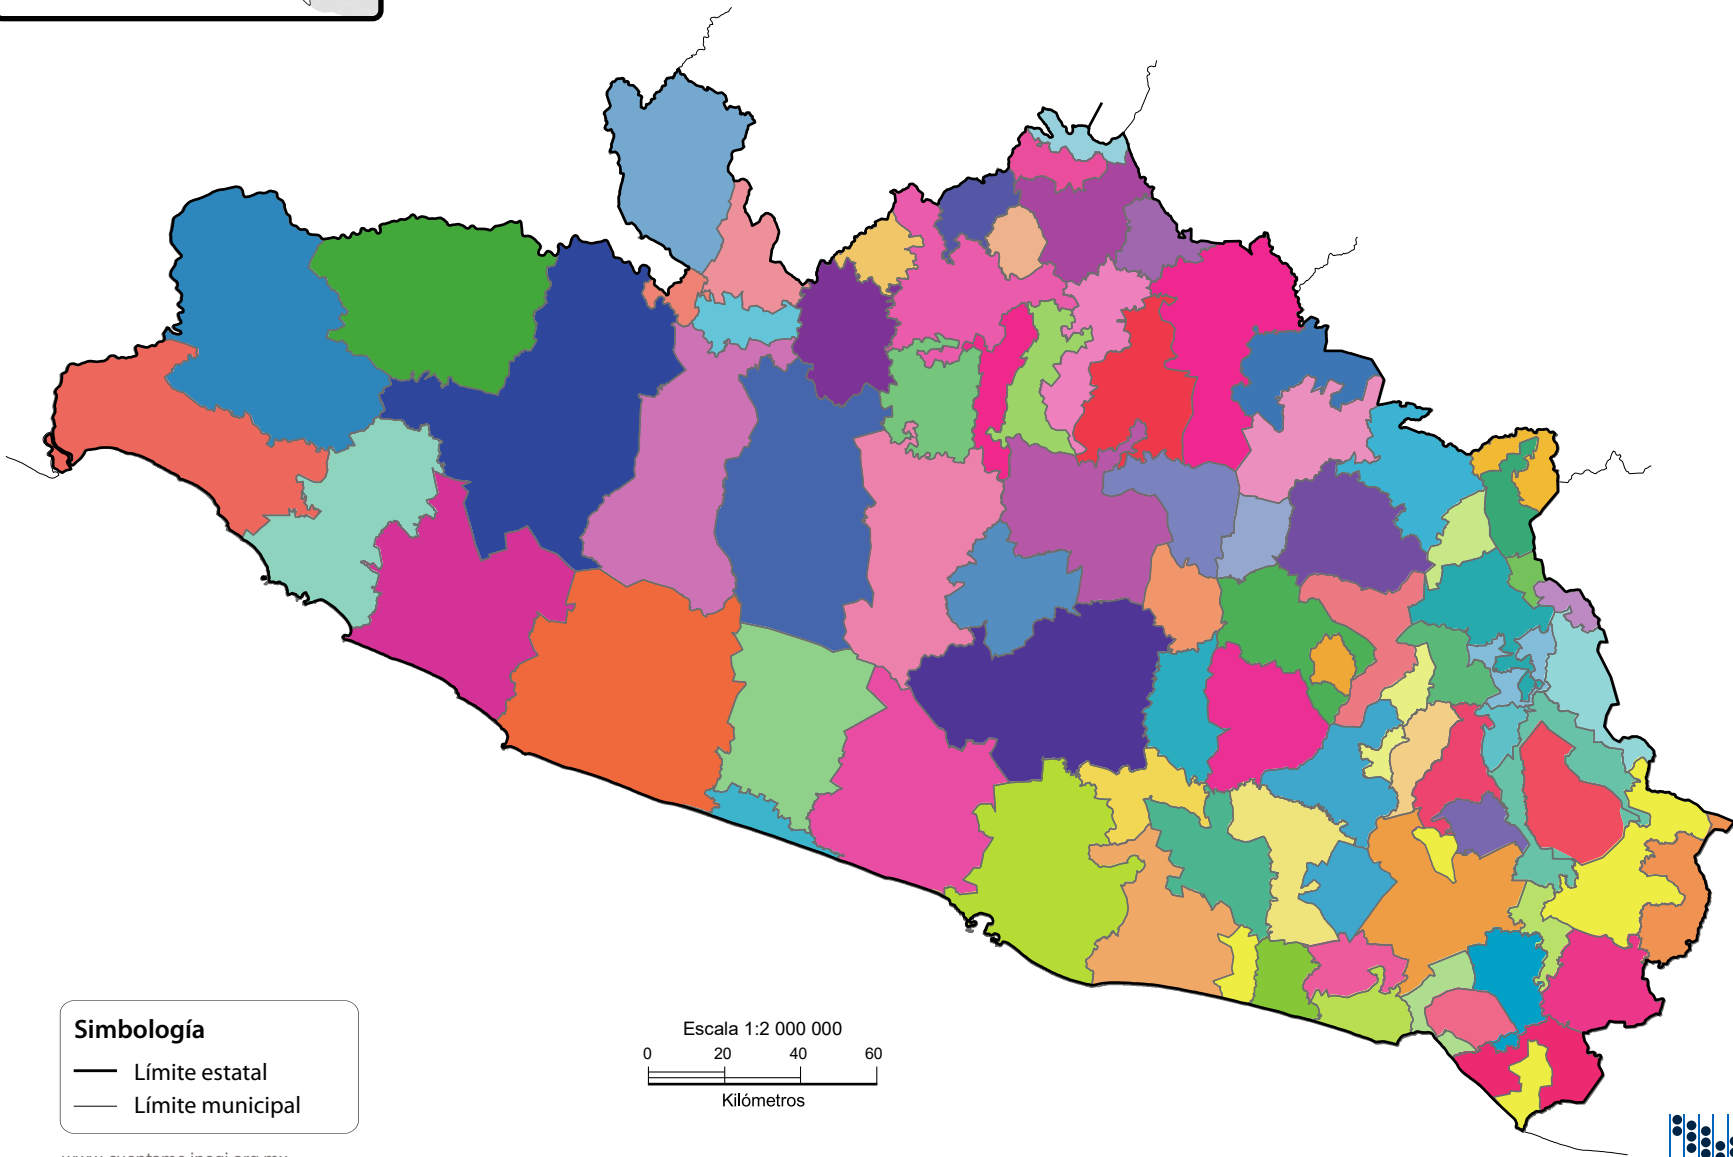 Simbología
Límite estatal
Límite municipal
Escala 1:2 000 000
0 20 40 60
Kilómetros